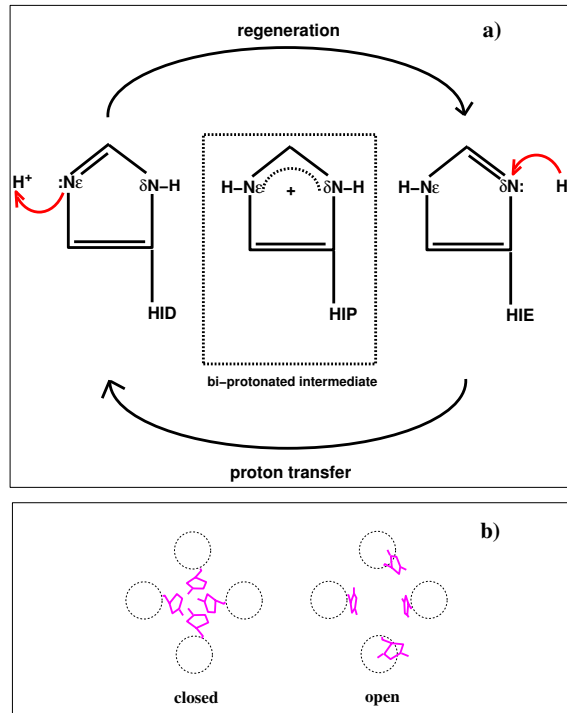 regeneration
a)
H+ :Nε δN–H H–Nε: + δN–H H–Nε δN: H
HID HIP HIE
bi–protonated intermediate
proton transfer
b)
closed open